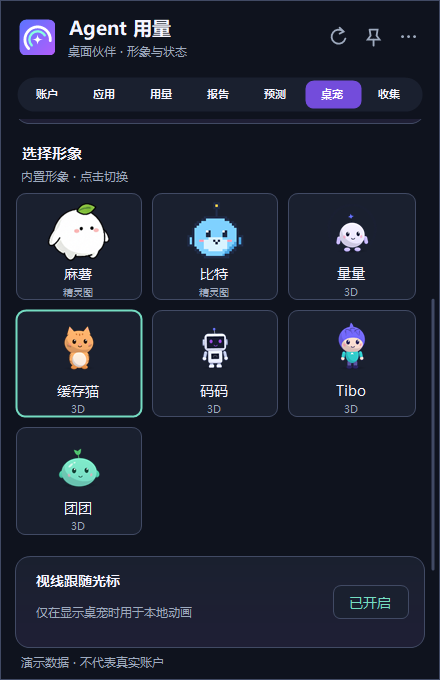 Agent 用量
桌面伙伴 · 形象与状态
账户 应用 用量 报告 预测 桌宠 收集
选择形象
内置形象 · 点击切换
麻薯 比特 量量
精灵图 精灵图 3D
缓存猫 码码 Tibo
3D 3D 3D
团团
3D
视线跟随光标
仅在显示桌宠时用于本地动画
已开启
演示数据 · 不代表真实账户